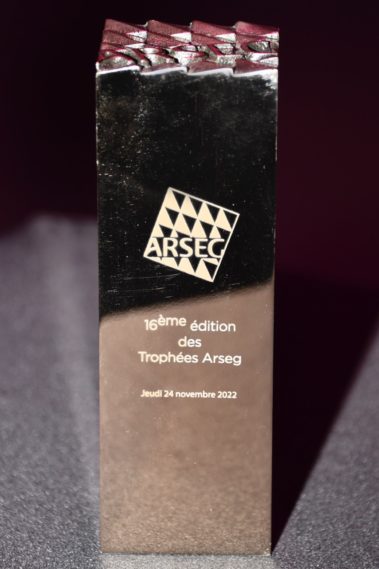 ARSEG
16ème édition
des
Trophées Arseg
Jeudi 24 novembre 2022